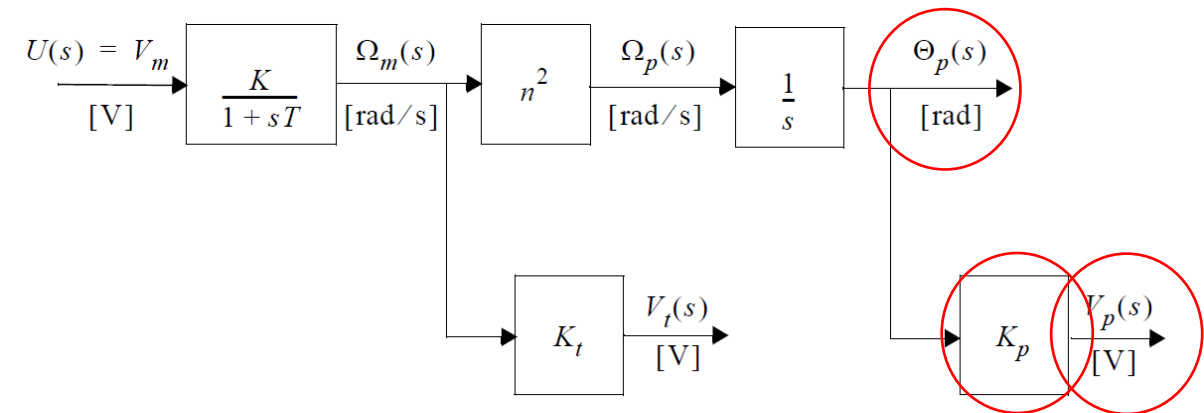 U(s) = V_m
[V]
K
1 + sT
Ω_m(s)
[rad/s]
n^2
Ω_p(s)
[rad/s]
1
s
Θ_p(s)
[rad]
K_t
V_t(s)
[V]
K_p
V_p(s)
[V]